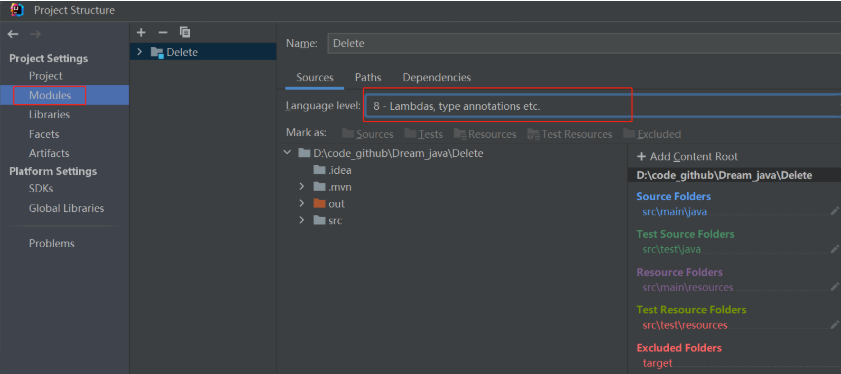 Project Structure
Project Settings
Project
Modules
Libraries
Facets
Artifacts
Platform Settings
SDKs
Global Libraries
Problems
Delete
Name: Delete
Sources Paths Dependencies
Language level: 8 - Lambdas, type annotations etc.
Mark as: Sources Tests Resources Test Resources Excluded
D:\code_github\Dream_java\Delete
.idea
.mvn
out
src
+ Add Content Root
D:\code_github\Dream_java\Delete
Source Folders
src\main\java
Test Source Folders
src\test\java
Resource Folders
src\main\resources
Test Resource Folders
src\test\resources
Excluded Folders
target